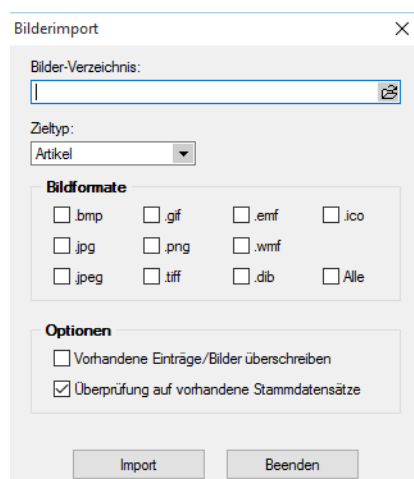 Bilderimport
Bilder-Verzeichnis:
Zieltyp:
Artikel
Bildformate
.bmp .gif .emf .ico
.jpg .png .wmf
.jpeg .tiff .dib Alle
Optionen
Vorhandene Einträge/Bilder überschreiben
Überprüfung auf vorhandene Stammdatensätze
Import Beenden